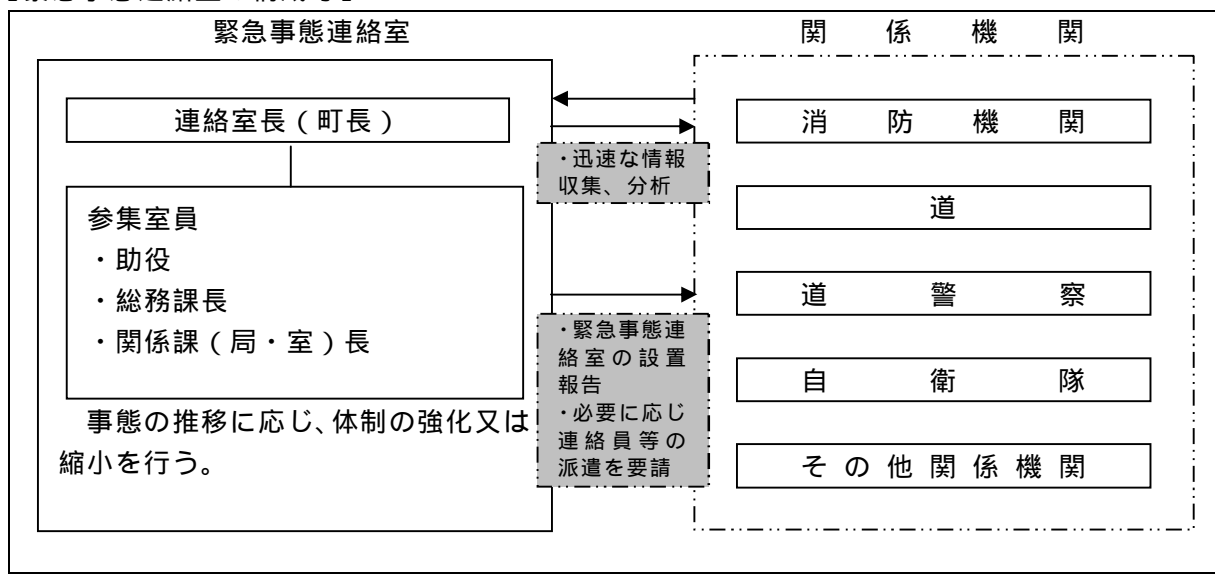 緊急事態連絡室
連絡室長（町長）
参集室員
・助役
・総務課長
・関係課（局・室）長
事態の推移に応じ、体制の強化又は
縮小を行う。
・迅速な情報
収集、分析
・緊急事態連
絡室の設置
報告
・必要に応じ
連絡員等の
派遣を要請
関係機関
消防機関
道
道警察
自衛隊
その他関係機関